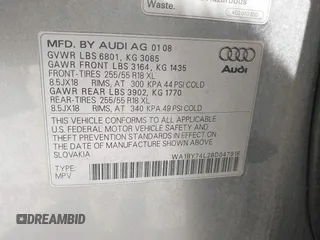 Waste.
MFD. BY AUDI AG 01 08
GVWR LBS 6801, KG 3085
GAWR FRONT LBS 3164, KG 1435
FRONT-TIRES 255/55 R18 XL
8.5JX18 RIMS, AT 300 KPA 44 PSI COLD
GAWR REAR LBS 3902, KG 1770
REAR-TIRES 255/55 R18 XL
8.5JX18 RIMS, AT 340 KPA 49 PSI COLD
Audi
THIS VEHICLE CONFORMS TO ALL APPLICABLE
FEDERAL MOTOR VEHICLE SAFETY STANDARDS
IN EFFECT ON THE DATE OF
MANUFACTURE SHOWN ABOVE.
SLOVAKIA
TYPE:
MPV
DREAMBID